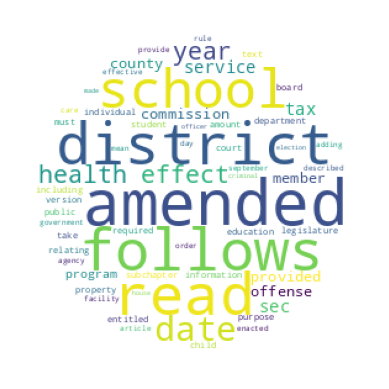 rule
provide year text
county service
effective school board
made commission tax
care individual department
must student officer amount court
day
mean district adding
election
health effect september described
criminal member
including amended
version legislature
public
government required education
take follows
relating order
agency
program subchapter information provided
property read offense
facility house sec
entitled date purpose
article enacted
child